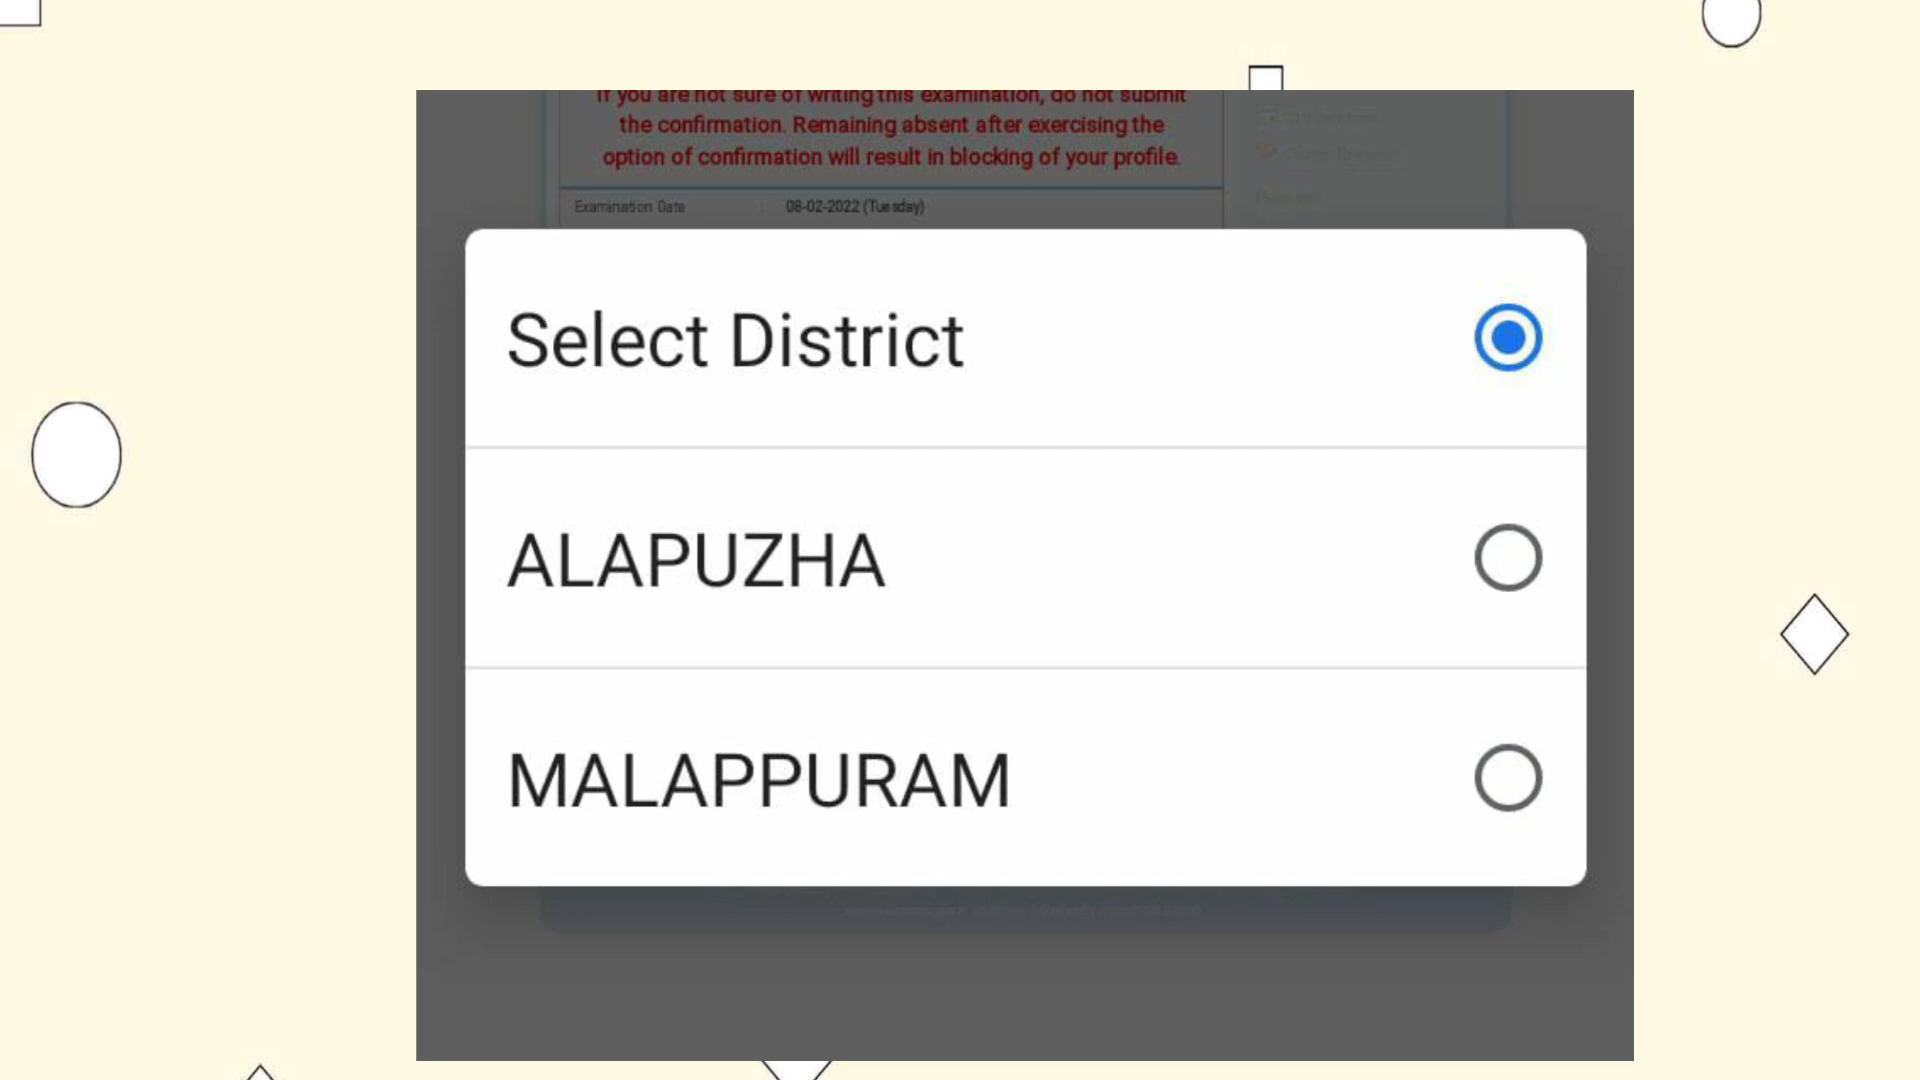 If you are not sure of writing this examination, do not submit
the confirmation. Remaining absent after exercising the
option of confirmation will result in blocking of your profile.
Examination Date : 08-02-2022 (Tuesday)
Select District
ALAPUZHA
MALAPPURAM